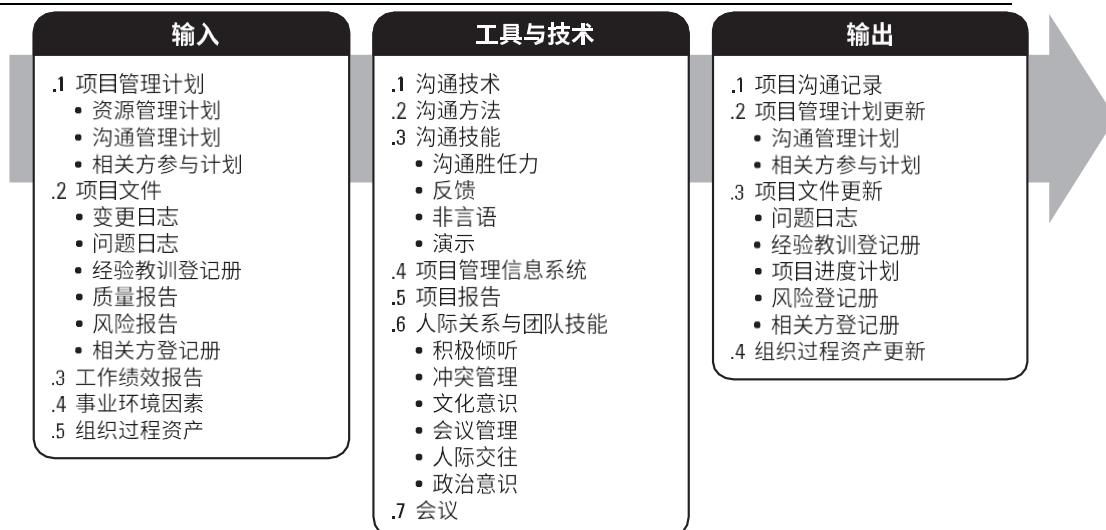 输入
.1 项目管理计划
• 资源管理计划
• 沟通管理计划
• 相关方参与计划
.2 项目文件
• 变更日志
• 问题日志
• 经验教训登记册
• 质量报告
• 风险报告
• 相关方登记册
.3 工作绩效报告
.4 事业环境因素
.5 组织过程资产
工具与技术
.1 沟通技术
.2 沟通方法
.3 沟通技能
• 沟通胜任力
• 反馈
• 非言语
• 演示
.4 项目管理信息系统
.5 项目报告
.6 人际关系与团队技能
• 积极倾听
• 冲突管理
• 文化意识
• 会议管理
• 人际交往
• 政治意识
.7 会议
输出
.1 项目沟通记录
.2 项目管理计划更新
• 沟通管理计划
• 相关方参与计划
.3 项目文件更新
• 问题日志
• 经验教训登记册
• 项目进度计划
• 风险登记册
• 相关方登记册
.4 组织过程资产更新